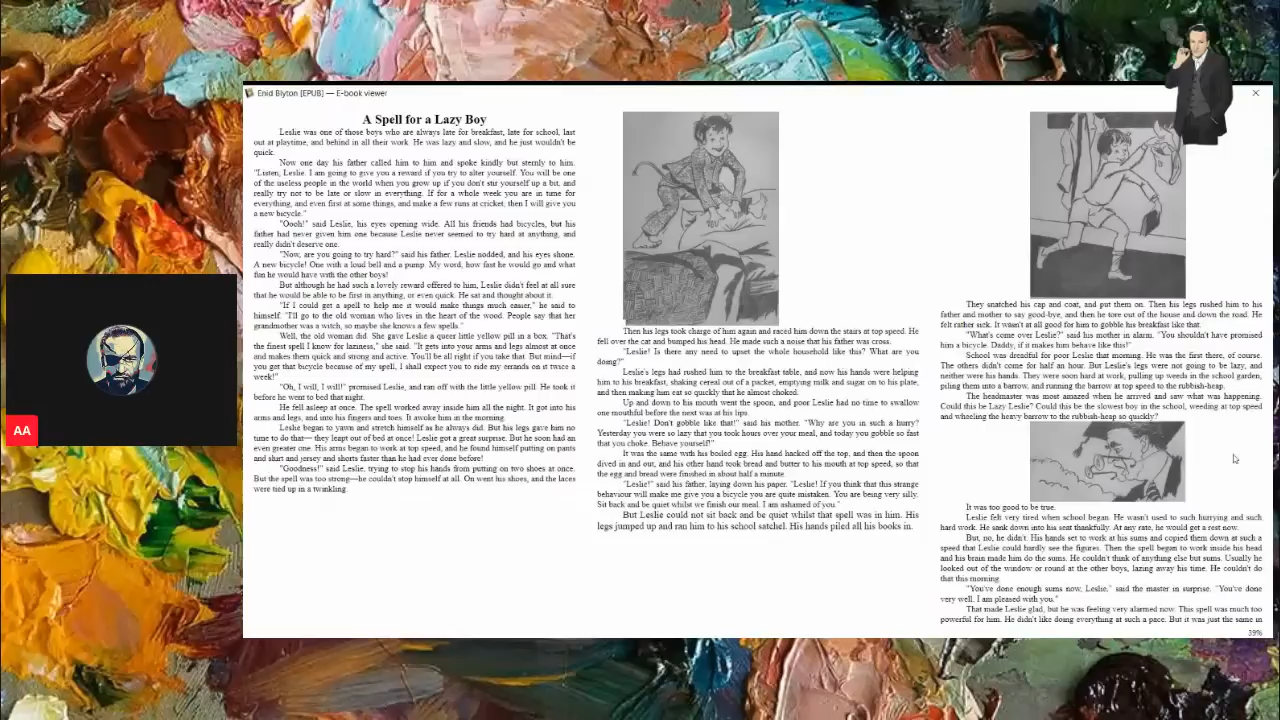 Enid Blyton [EPUB] — E-book viewer
A Spell for a Lazy Boy
Leslie was one of those boys who are always late for breakfast, late for school, last
out at playtime, and behind in all their work. He was lazy and slow, and he just wouldn't be
quick.
Now one day his father called him to him and spoke kindly but sternly to him.
"Listen, Leslie. I am going to give you a reward if you try to alter yourself. You will be one
of the useless people in the world when you grow up if you don't stir yourself up a bit, and
really try not to be late or slow in everything. If for a whole week you are in time for
everything, and even first at some things, and make a few runs at cricket, then I will give you
a new bicycle."
"Oooh!" said Leslie, his eyes opening wide. All his friends had bicycles, but his
father had never given him one because Leslie never seemed to try hard at anything, and
really didn't deserve one.
"Now, are you going to try hard?" said his father. Leslie nodded, and his eyes shone.
A new bicycle! One with a loud bell and a pump. My word, how fast he would go and what
fun he would have with the other boys!
But although he had such a lovely reward offered to him, Leslie didn't feel at all sure
that he would be able to be first in anything, or even quick. He sat and thought about it.
"If I could get a spell to help me it would make things much easier," he said to
himself. "I'll go to the old woman who lives in the heart of the wood. People say that her
grandmother was a witch, so maybe she knows a few spells."
Well, the old woman did. She gave Leslie a queer little yellow pill in a box. "That's
the finest spell I know for laziness," she said. "It gets into your arms and legs almost at once
and makes them quick and strong and active. You'll be all right if you take that. But mind—if
you get that bicycle because of my spell, I shall expect you to ride my errands on it twice a
week!"
"Oh, I will, I will!" promised Leslie, and ran off with the little yellow pill. He took it
before he went to bed that night.
He fell asleep at once. The spell worked away inside him all the night. It got into his
arms and legs, and into his fingers and toes. It awoke him in the morning.
Leslie began to yawn and stretch himself as he always did. But his legs gave him no
time to do that— they leapt out of bed at once! Leslie got a great surprise. But he soon had an
even greater one. His arms began to work at top speed, and he found himself putting on pants
and shirt and jersey and shorts faster than he had ever done before!
"Goodness!" said Leslie, trying to stop his hands from putting on two shoes at once.
But the spell was too strong—he couldn't stop himself at all. On went his shoes, and the laces
were tied up in a twinkling.
Then his legs took charge of him again and raced him down the stairs at top speed. He
fell over the cat and bumped his head. He made such a noise that his father was cross.
"Leslie! Is there any need to upset the whole household like this? What are you
doing?"
Leslie's legs had rushed him to the breakfast table, and now his hands were helping
him to his breakfast, shaking cereal out of a packet, emptying milk and sugar on to his plate,
and then making him eat so quickly that he almost choked.
Up and down to his mouth went the spoon, and poor Leslie had no time to swallow
one mouthful before the next was at his lips.
"Leslie! Don't gobble like that!" said his mother. "Why are you in such a hurry?
Yesterday you were so lazy that you took hours over your meal, and today you gobble so fast
that you choke. Behave yourself!"
It was the same with his boiled egg. His hand hacked off the top, and then the spoon
dived in and out, and his other hand took bread and butter to his mouth at top speed, so that
the egg and bread were finished in about half a minute.
"Leslie!" said his father, laying down his paper. "Leslie! If you think that this strange
behaviour will make me give you a bicycle you are quite mistaken. You are being very silly.
Sit back and be quiet whilst we finish our meal. I am ashamed of you."
But Leslie could not sit back and be quiet whilst that spell was in him. His
legs jumped up and ran him to his school satchel. His hands piled all his books in.
They snatched his cap and coat, and put them on. Then his legs rushed him to his
father and mother to say good-bye, and then he tore out of the house and down the road. He
felt rather sick. It wasn't at all good for him to gobble his breakfast like that.
"What's come over Leslie?" said his mother in alarm. "You shouldn't have promised
him a bicycle. Daddy, if it makes him behave like this!"
School was dreadful for poor Leslie that morning. He was the first there, of course.
The others didn't come for half an hour. But Leslie's legs were not going to be lazy, and
neither were his hands. They were soon hard at work, pulling up weeds in the school garden,
piling them into a barrow, and running the barrow at top speed to the rubbish-heap.
The headmaster was most amazed when he arrived and saw what was happening.
Could this be Lazy Leslie? Could this be the slowest boy in the school, weeding at top speed
and wheeling the heavy barrow to the rubbish-heap so quickly?
It was too good to be true.
Leslie felt very tired when school began. He wasn't used to such hurrying and such
hard work. He sank down into his seat thankfully. At any rate, he would get a rest now.
But, no, he didn't. His hands set to work at his sums and copied them down at such a
speed that Leslie could hardly see the figures. Then the spell began to work inside his head
and his brain made him do the sums. He couldn't think of anything else but sums. Usually he
looked out of the window or round at the other boys, lazing away his time. He couldn't do
that this morning.
"You've done enough sums now, Leslie," said the master in surprise. "You've done
very well. I am pleased with you."
That made Leslie glad, but he was feeling very alarmed now. This spell was much too
powerful for him. He didn't like doing everything at such a pace. But it was just the same in
39%
AA